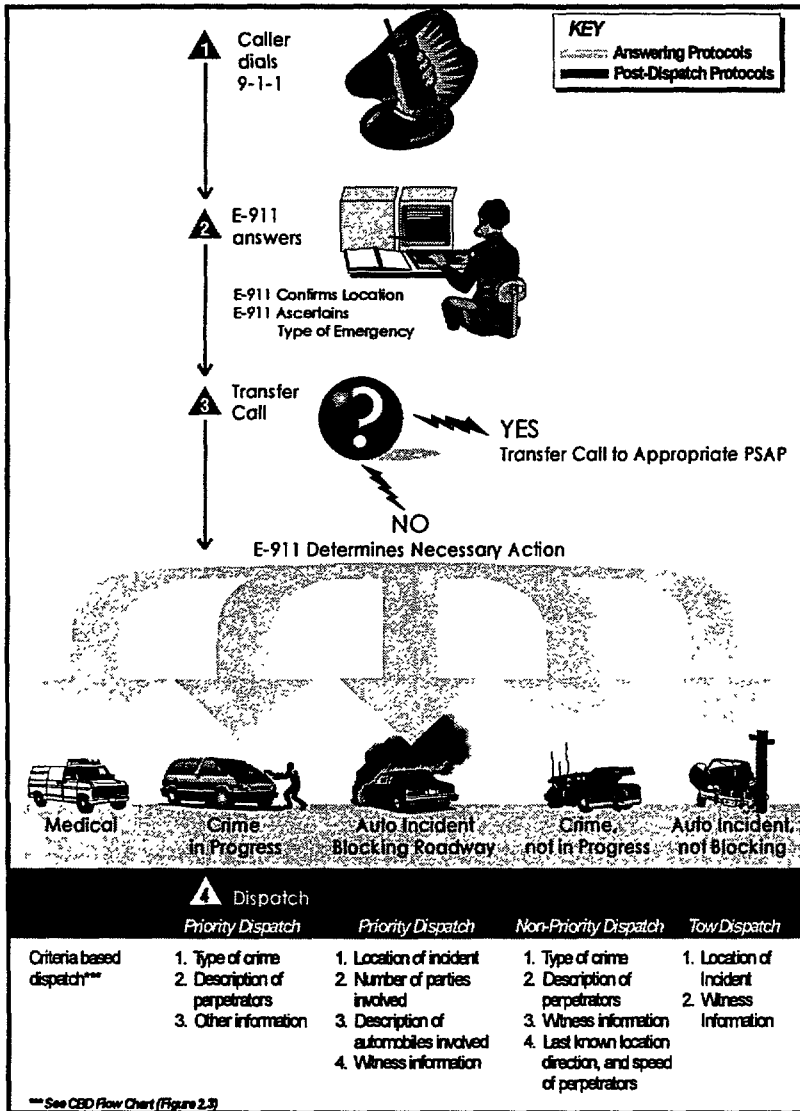 KEY
Answering Protocols
Post-Dispatch Protocols
1
Caller
dials
9-1-1
2
E-911
answers
E-911 Confirms Location
E-911 Ascertains
Type of Emergency
3
Transfer
Call
?
YES
Transfer Call to Appropriate PSAP
NO
E-911 Determines Necessary Action
Medical
Crime
in Progress
Auto Incident
Blocking Roadway
Crime,
not in Progress
Auto Incident,
not Blocking
4 Dispatch
Priority Dispatch
Priority Dispatch
Non-Priority Dispatch
Tow Dispatch
Criteria based
dispatch***
1. Type of crime
2. Description of
perpetrators
3. Other information
1. Location of incident
2. Number of parties
involved
3. Description of
automobiles involved
4. Witness information
1. Type of crime
2. Description of
perpetrators
3. Witness information
4. Last known location
direction, and speed
of perpetrators
1. Location of
Incident
2. Witness
Information
*** See CBD Flow Chart (Figure 2.3)